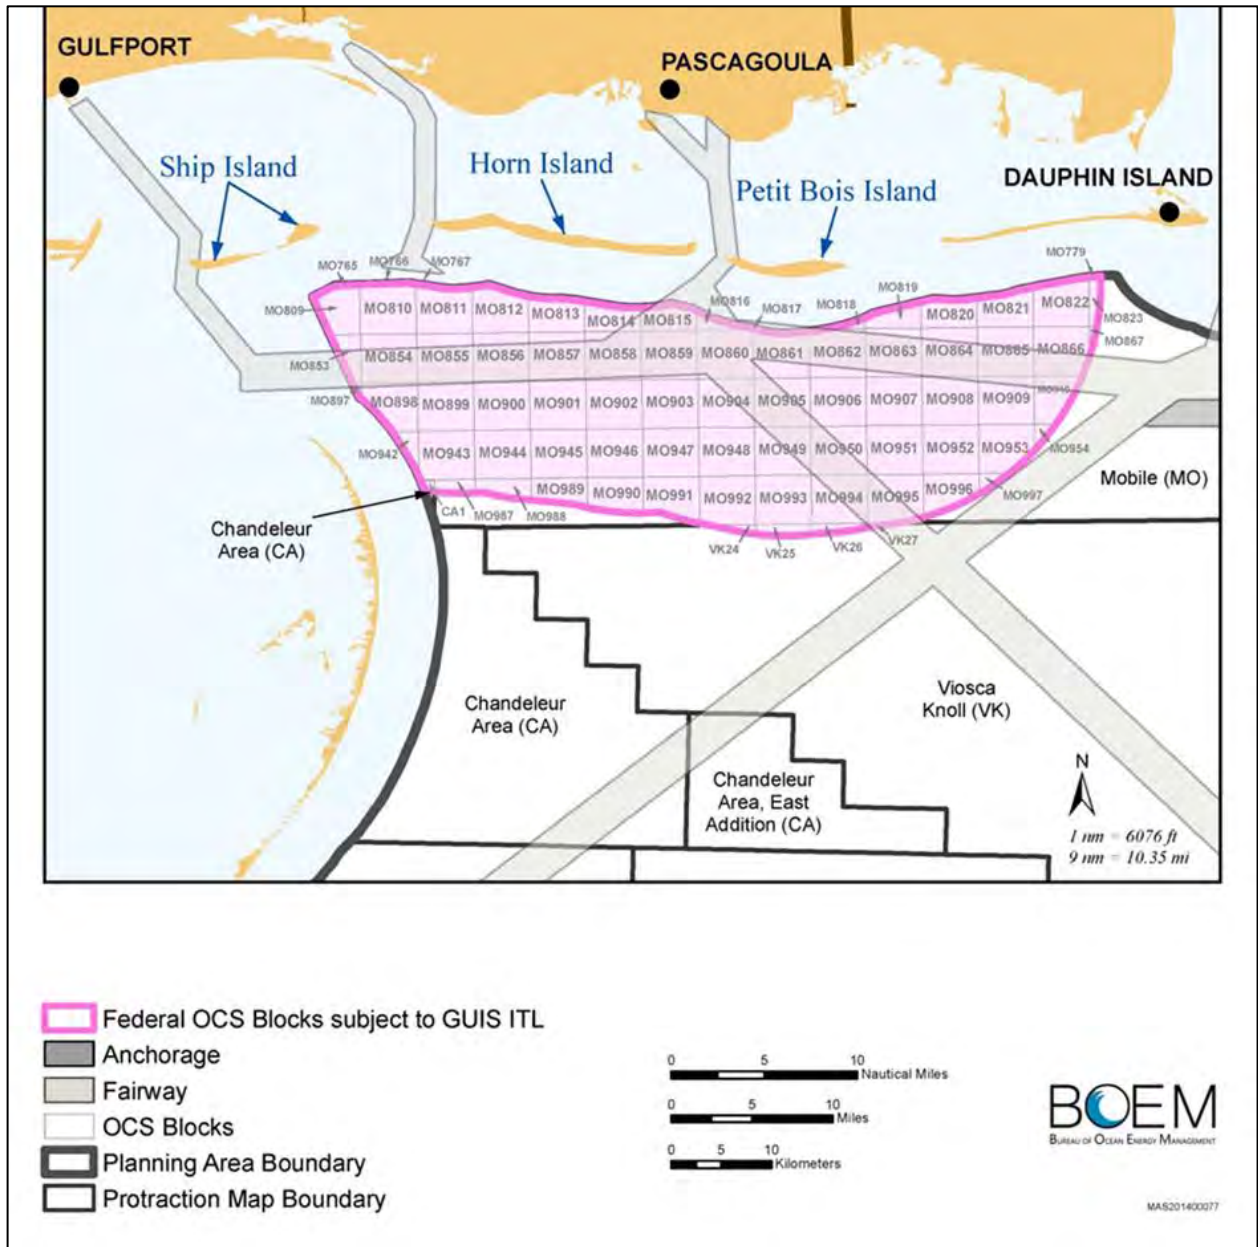 GULFPORT
PASCAGOULA
Ship Island
Horn Island
Petit Bois Island
DAUPHIN ISLAND
MO765
MO766
MO767
MO779
MO809
MO810
MO811
MO812
MO813
MO814
MO815
MO816
MO817
MO818
MO819
MO820
MO821
MO822
MO823
MO853
MO854
MO855
MO856
MO857
MO858
MO859
MO860
MO861
MO862
MO863
MO864
MO865
MO866
MO867
MO897
MO898
MO899
MO900
MO901
MO902
MO903
MO904
MO905
MO906
MO907
MO908
MO909
MO942
MO943
MO944
MO945
MO946
MO947
MO948
MO949
MO950
MO951
MO952
MO953
MO954
Mobile (MO)
CA1
MO987
MO988
MO989
MO990
MO991
MO992
MO993
MO994
MO995
MO996
MO997
Chandeleur
Area (CA)
VK24
VK25
VK26
VK27
Chandeleur
Area (CA)
Viosca
Knoll (VK)
Chandeleur
Area, East
Addition (CA)
N
1 nm = 6076 ft
9 nm = 10.35 mi
Federal OCS Blocks subject to GUIS ITL
Anchorage
Fairway
OCS Blocks
Planning Area Boundary
Protraction Map Boundary
0 5 10
Nautical Miles
0 5 10
Miles
0 5 10
Kilometers
BOEM
BUREAU OF OCEAN ENERGY MANAGEMENT
MAS201400077